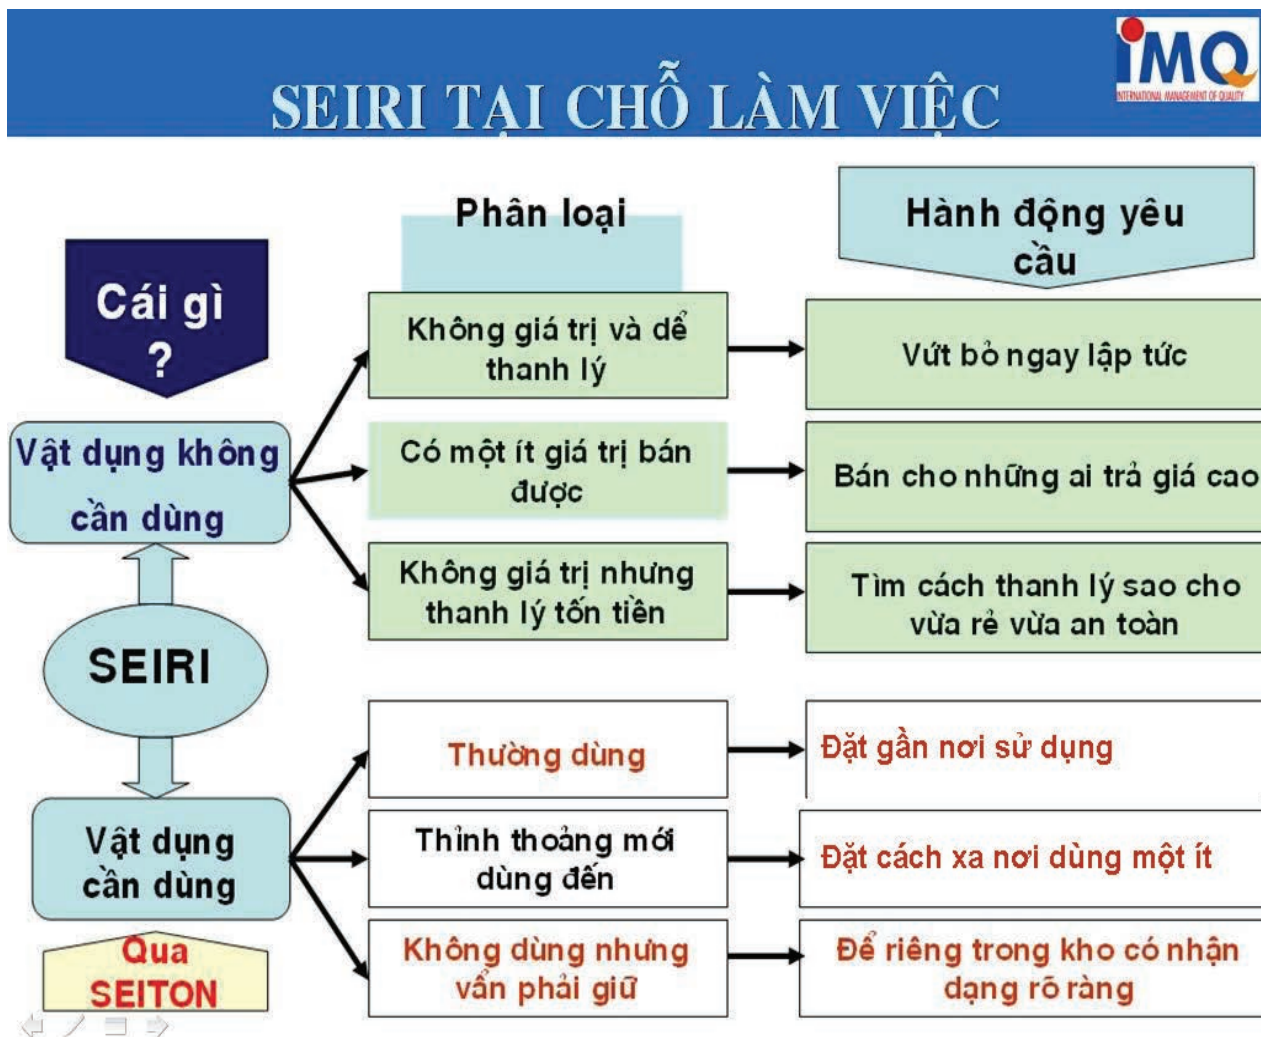 iMQ
INTERNATIONAL MANAGEMENT OF QUALITY
SEIRI TẠI CHỖ LÀM VIỆC
Cái gì
?
Phân loại
Hành động yêu
cầu
Vật dụng không
cần dùng
Không giá trị và dể
thanh lý
Vứt bỏ ngay lập tức
Có một ít giá trị bán
được
Bán cho những ai trả giá cao
Không giá trị nhưng
thanh lý tốn tiền
Tìm cách thanh lý sao cho
vừa rẻ vừa an toàn
SEIRI
Vật dụng
cần dùng
Thường dùng
Đặt gần nơi sử dụng
Thỉnh thoảng mới
dùng đến
Đặt cách xa nơi dùng một ít
Không dùng nhưng
vẩn phải giữ
Để riêng trong kho có nhận
dạng rõ ràng
Qua
SEITON